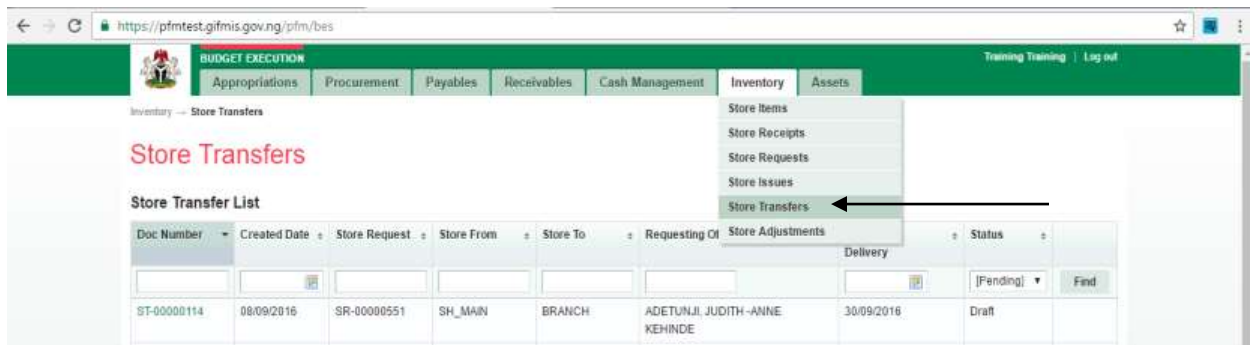 https://pfmtest.gifmis.gov.ng/pfm/bes
BUDGET EXECUTION
Training Training | Log out
Appropriations Procurement Payables Receivables Cash Management Inventory Assets
Inventory → Store Transfers
Store Items
Store Receipts
Store Requests
Store Issues
Store Transfers
Store Adjustments
Store Transfers
Store Transfer List
Doc Number Created Date Store Request Store From Store To Requesting Of Delivery Status
[Pending] Find
ST-00000114 08/09/2016 SR-00000551 SH_MAIN BRANCH ADETUNJI, JUDITH -ANNE 30/09/2016 Draft
KEHINDE